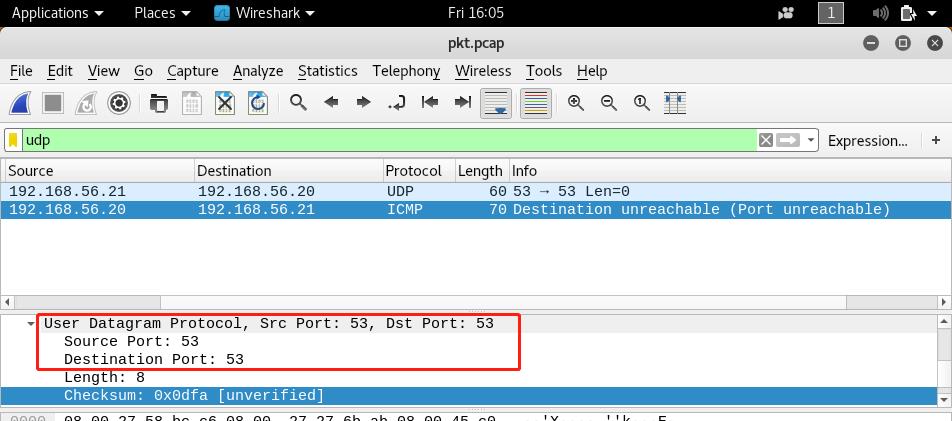 Applications Places Wireshark Fri 16:05 1
pkt.pcap
File Edit View Go Capture Analyze Statistics Telephony Wireless Tools Help
udp Expression... +
Source Destination Protocol Length Info
192.168.56.21 192.168.56.20 UDP 60 53 → 53 Len=0
192.168.56.20 192.168.56.21 ICMP 70 Destination unreachable (Port unreachable)
User Datagram Protocol, Src Port: 53, Dst Port: 53
Source Port: 53
Destination Port: 53
Length: 8
Checksum: 0x0dfa [unverified]